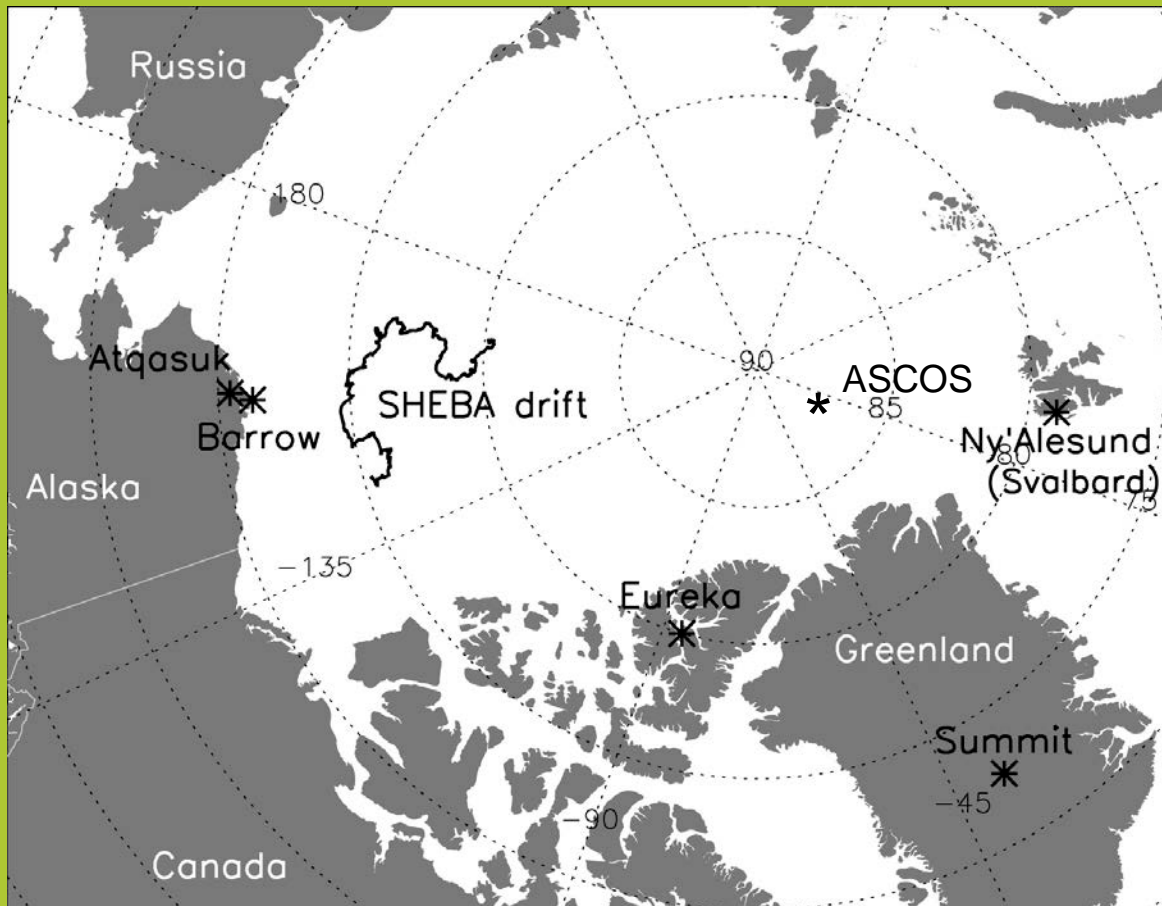 Russia
180
Atqasuk
90
ASCOS
SHEBA drift
85
Barrow
Ny'Alesund
80
(Svalbard)
75
Alaska
-135
Eureka
Greenland
Summit
-45
-90
Canada